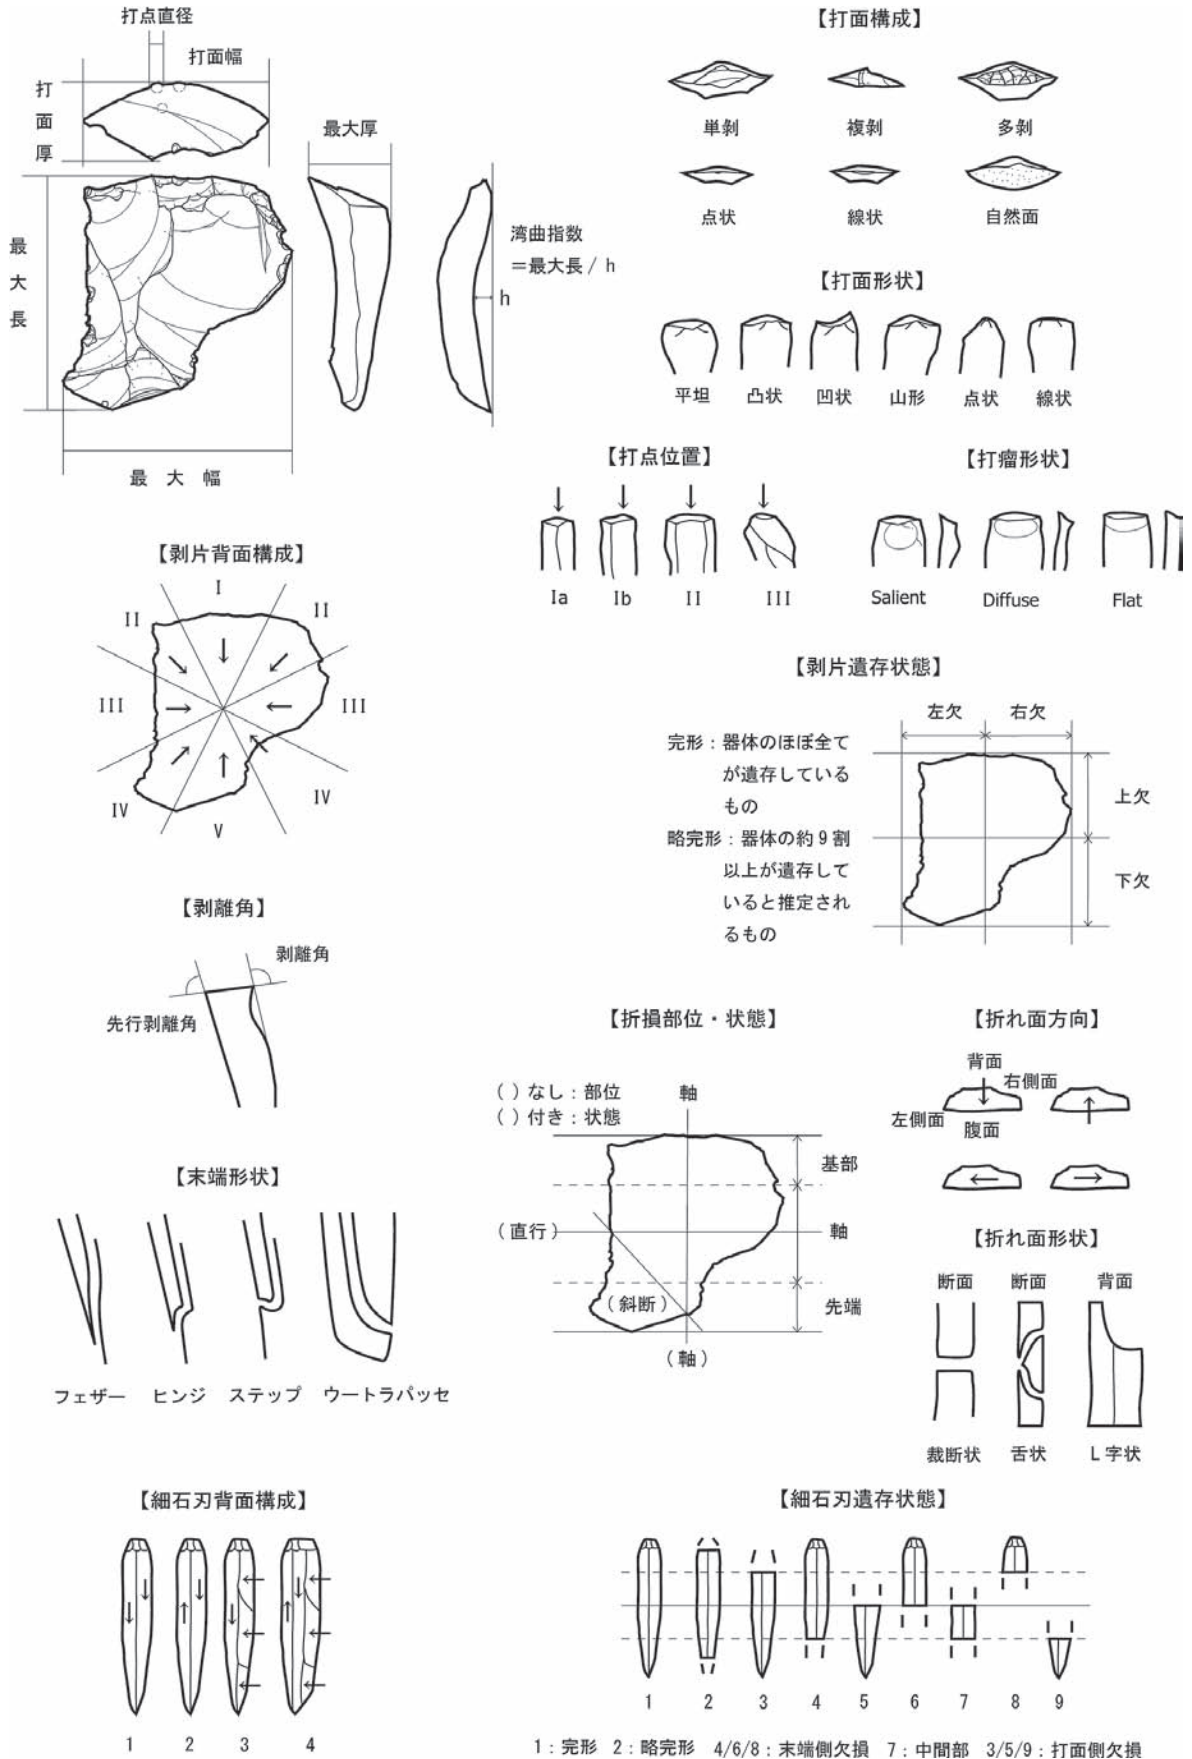 打点直径
打面幅
打面厚
最大厚
最大長
湾曲指数
＝最大長 / h
h
最大幅
【打面構成】
単剥 複剥 多剥
点状 線状 自然面
【打面形状】
平坦 凸状 凹状 山形 点状 線状
【打点位置】
Ia Ib II III
【打瘤形状】
Salient Diffuse Flat
【剥片背面構成】
I
II II
III III
IV IV
V
【剥片遺存状態】
左欠 右欠
完形：器体のほぼ全て
が遺存している
もの
略完形：器体の約9割
以上が遺存して
いると推定され
るもの
上欠
下欠
【剥離角】
剥離角
先行剥離角
【折損部位・状態】
( ) なし：部位
( ) 付き：状態
軸
基部
(直行)
軸
(斜断)
先端
(軸)
【折れ面方向】
背面
右側面
左側面
腹面
【末端形状】
フェザー ヒンジ ステップ ウートラパッセ
【折れ面形状】
断面 断面 背面
裁断状 舌状 L字状
【細石刃背面構成】
1 2 3 4
【細石刃遺存状態】
1 2 3 4 5 6 7 8 9
1：完形 2：略完形 4/6/8：末端側欠損 7：中間部 3/5/9：打面側欠損